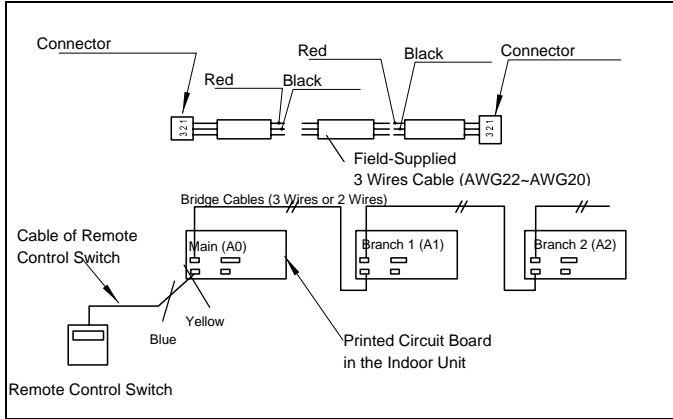 Connector
Red
Black
Connector
Red
Black
3 2 1
3 2 1
Field-Supplied
3 Wires Cable (AWG22~AWG20)
Bridge Cables (3 Wires or 2 Wires)
Cable of Remote
Control Switch
Main (A0)
Branch 1 (A1)
Branch 2 (A2)
Yellow
Blue
Printed Circuit Board
in the Indoor Unit
Remote Control Switch